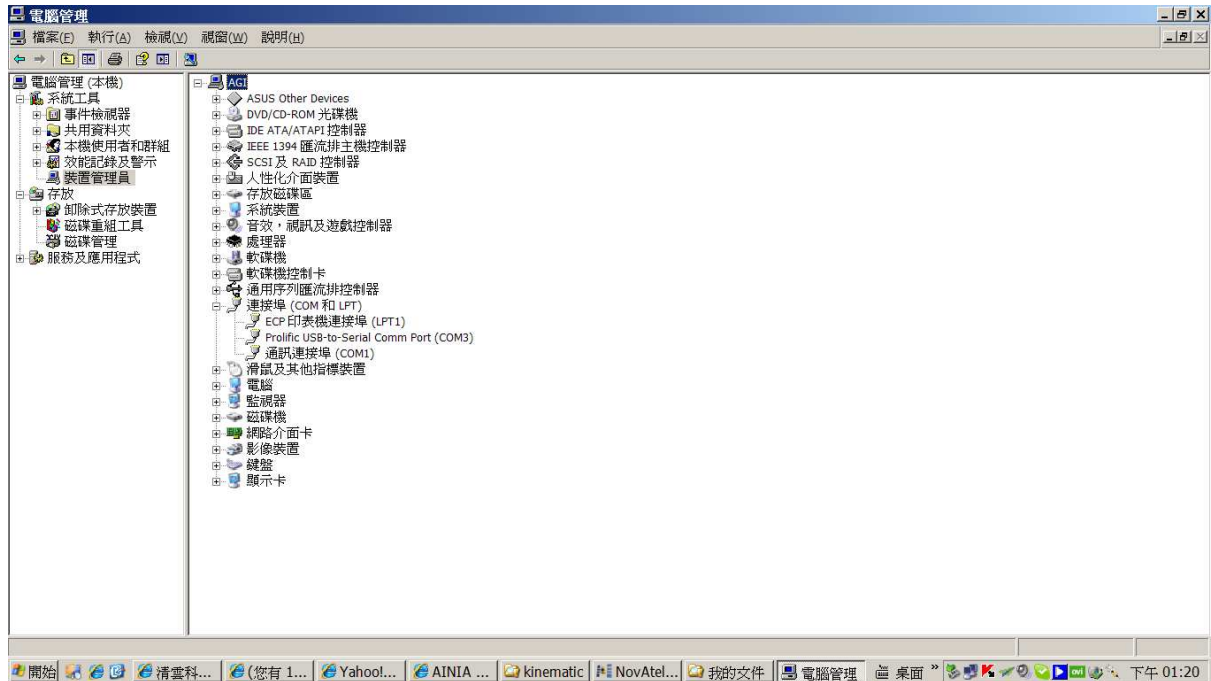 電腦管理
檔案(F) 執行(A) 檢視(V) 視窗(W) 說明(H)
電腦管理 (本機)
系統工具
事件檢視器
共用資料夾
本機使用者和群組
效能記錄及警示
裝置管理員
存放
卸除式存放裝置
磁碟重組工具
磁碟管理
服務及應用程式
AGI
ASUS Other Devices
DVD/CD-ROM 光碟機
IDE ATA/ATAPI 控制器
IEEE 1394 匯流排主機控制器
SCSI 及 RAID 控制器
人性化介面裝置
存放磁碟區
系統裝置
音效，視訊及遊戲控制器
處理器
軟碟機
軟碟機控制卡
通用序列匯流排控制器
連接埠 (COM 和 LPT)
ECP 印表機連接埠 (LPT1)
Prolific USB-to-Serial Comm Port (COM3)
通訊連接埠 (COM1)
滑鼠及其他指標裝置
電腦
監視器
磁碟機
網路介面卡
影像裝置
鍵盤
顯示卡
開始 清雲科... (您有 1... Yahoo!... AINIA ... kinematic NovAtel... 我的文件 電腦管理 桌面 » 下午 01:20